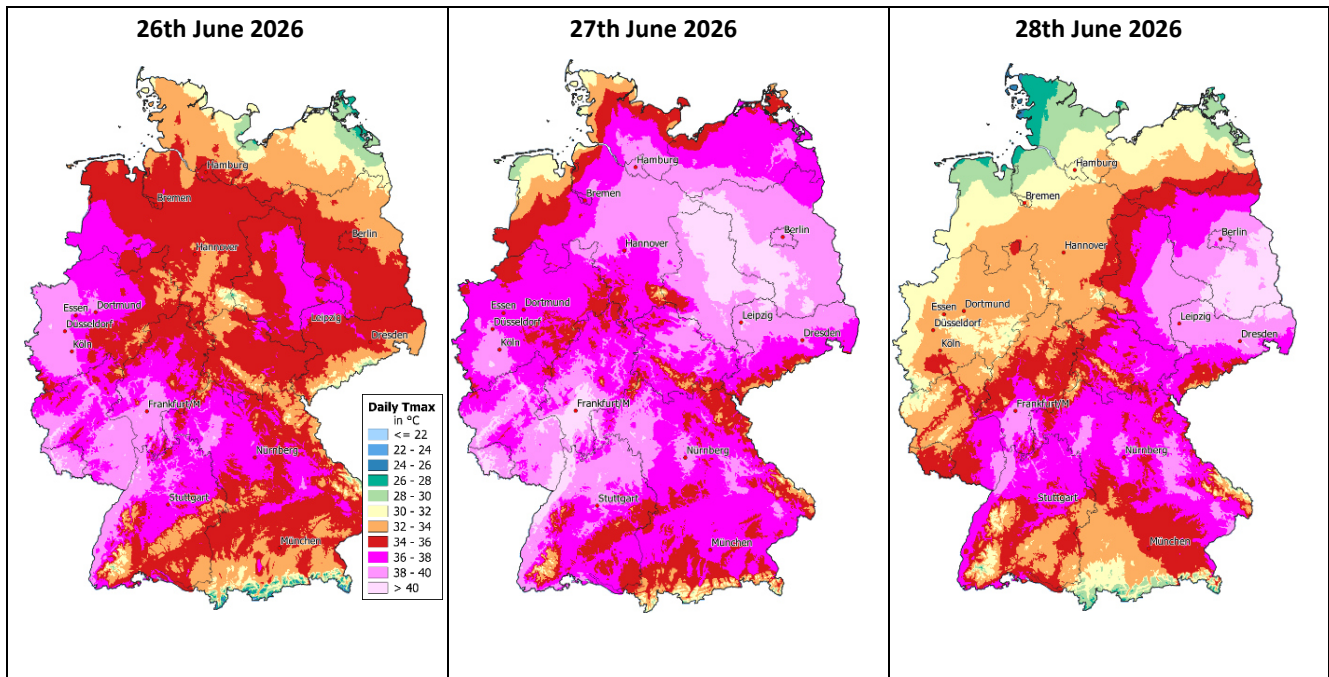 26th June 2026
27th June 2026
28th June 2026
Hamburg
Bremen
Hannover
Berlin
Essen
Dortmund
Düsseldorf
Leipzig
Köln
Dresden
Frankfurt/M
Nürnberg
Stuttgart
München
Daily Tmax
in °C
<= 22
22 - 24
24 - 26
26 - 28
28 - 30
30 - 32
32 - 34
34 - 36
36 - 38
38 - 40
> 40
Hamburg
Bremen
Berlin
Hannover
Essen
Dortmund
Düsseldorf
Leipzig
Dresden
Köln
Frankfurt/M
Nürnberg
Stuttgart
München
Hamburg
Bremen
Berlin
Hannover
Essen
Dortmund
Düsseldorf
Leipzig
Dresden
Köln
Frankfurt/M
Nürnberg
Stuttgart
München